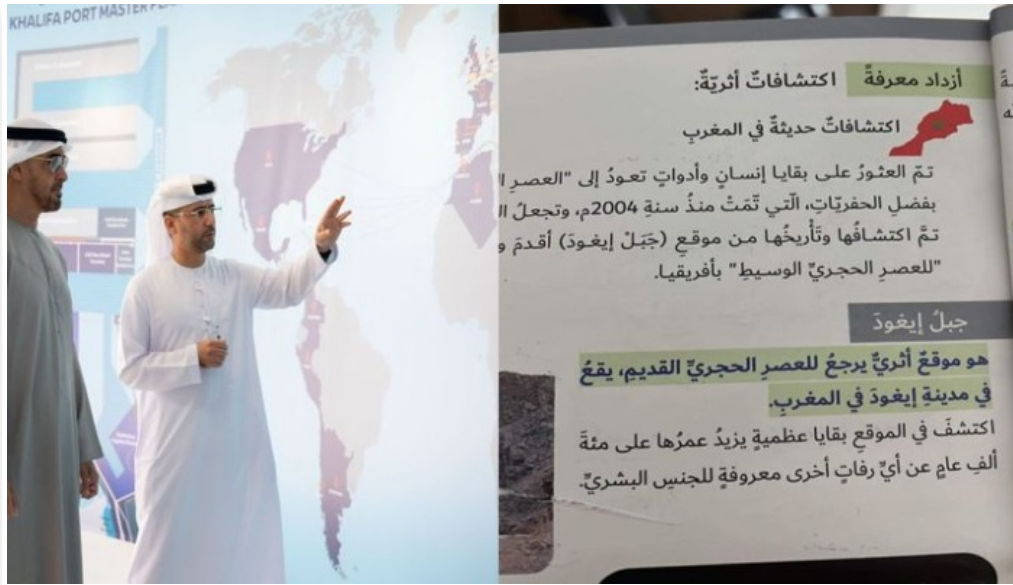 KHALIFA PORT MASTER
أزداد معرفةً
اكتشافاتٌ أثريّةٌ:
اكتشافاتٌ حديثةٌ في المغربِ
تمّ العثورُ على بقايا إنسانٍ وأدواتٍ تعودُ إلى "العصرِ
بفضلِ الحفريّاتِ، الّتي تمّتْ منذُ سنةِ 2004م، وتجعلُ
تمَّ اكتشافُها وتَأريخُها من موقعِ (جَبَلْ إيغودَ) أقدمَ و
"للعصرِ الحجريِّ الوسيطِ" بأفريقيا.
جبلُ إيغودَ
هو موقعٌ أثريٌّ يرجعُ للعصرِ الحجريِّ القديمِ، يقعُ
في مدينةِ إيغودَ في المغربِ.
اكتشفَ في الموقعِ بقايا عظميةٍ يزيدُ عمرُها على مئةَ
ألفِ عامٍ عن أيِّ رفاتٍ أخرى معروفةٍ للجنسِ البشريِّ.